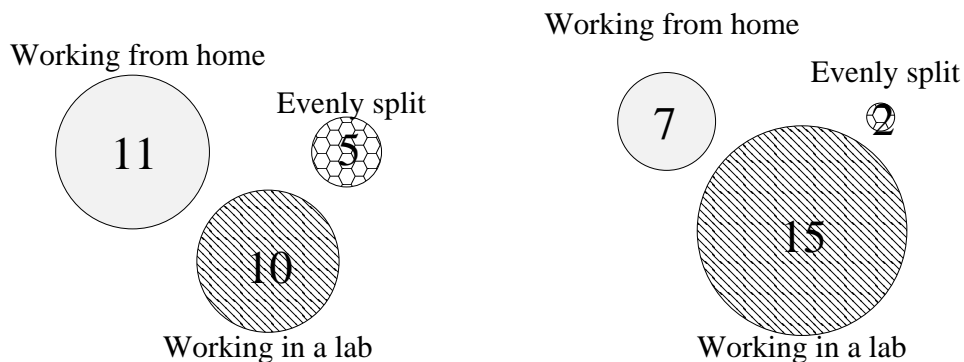 Working from home
Evenly split
11
5
10
Working in a lab
Working from home
Evenly split
7
2
15
Working in a lab